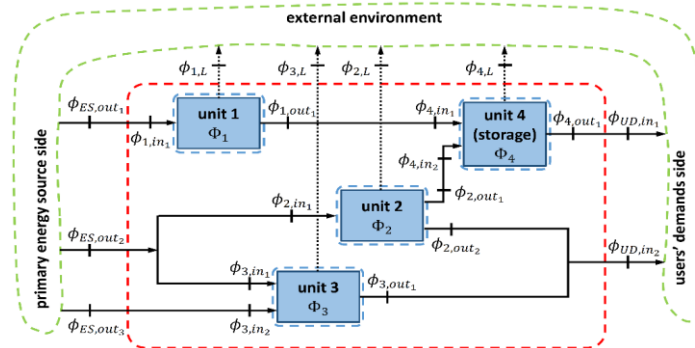 external environment
primary energy source side
users' demands side
ϕ1,L
ϕ3,L
ϕ2,L
ϕ4,L
ϕES,out1
ϕ1,in1
unit 1
Φ1
ϕ1,out1
ϕ4,in1
unit 4
(storage)
Φ4
ϕ4,out1
ϕUD,in1
ϕ4,in2
ϕ2,out1
ϕES,out2
ϕ2,in1
unit 2
Φ2
ϕ2,out2
ϕUD,in2
ϕ3,in1
unit 3
Φ3
ϕ3,out1
ϕES,out3
ϕ3,in2